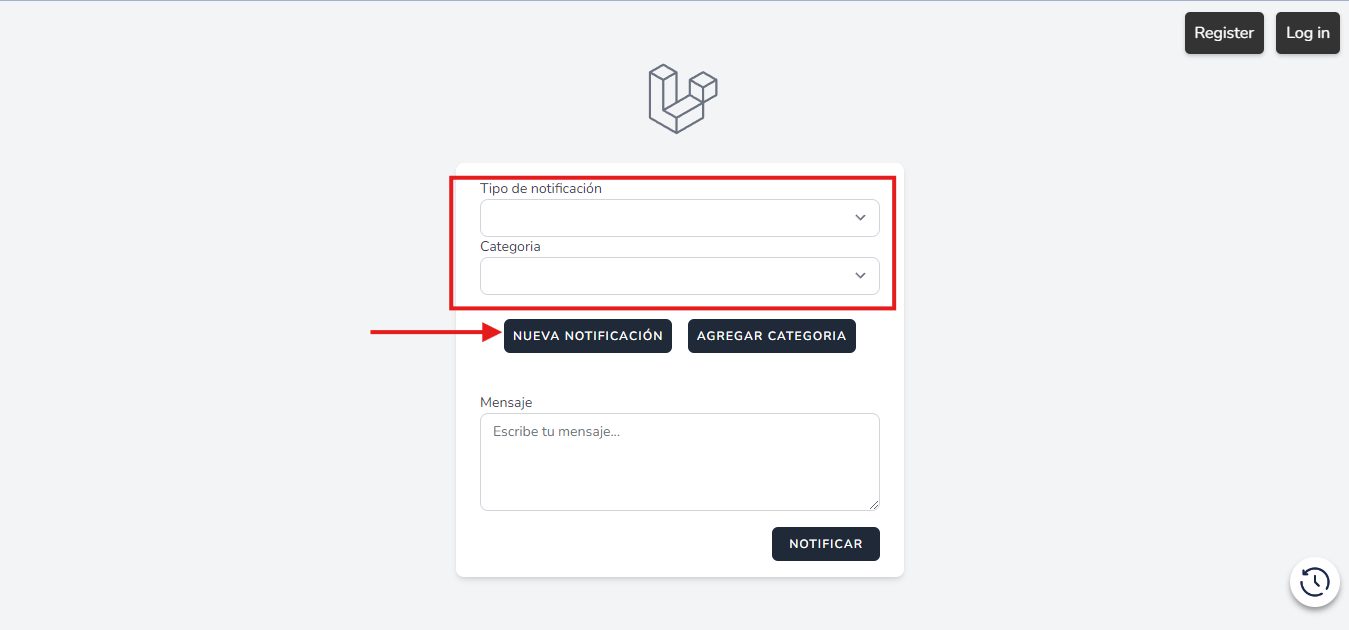 Register Log in
Tipo de notificación
Categoria
NUEVA NOTIFICACIÓN AGREGAR CATEGORIA
Mensaje
Escribe tu mensaje...
NOTIFICAR